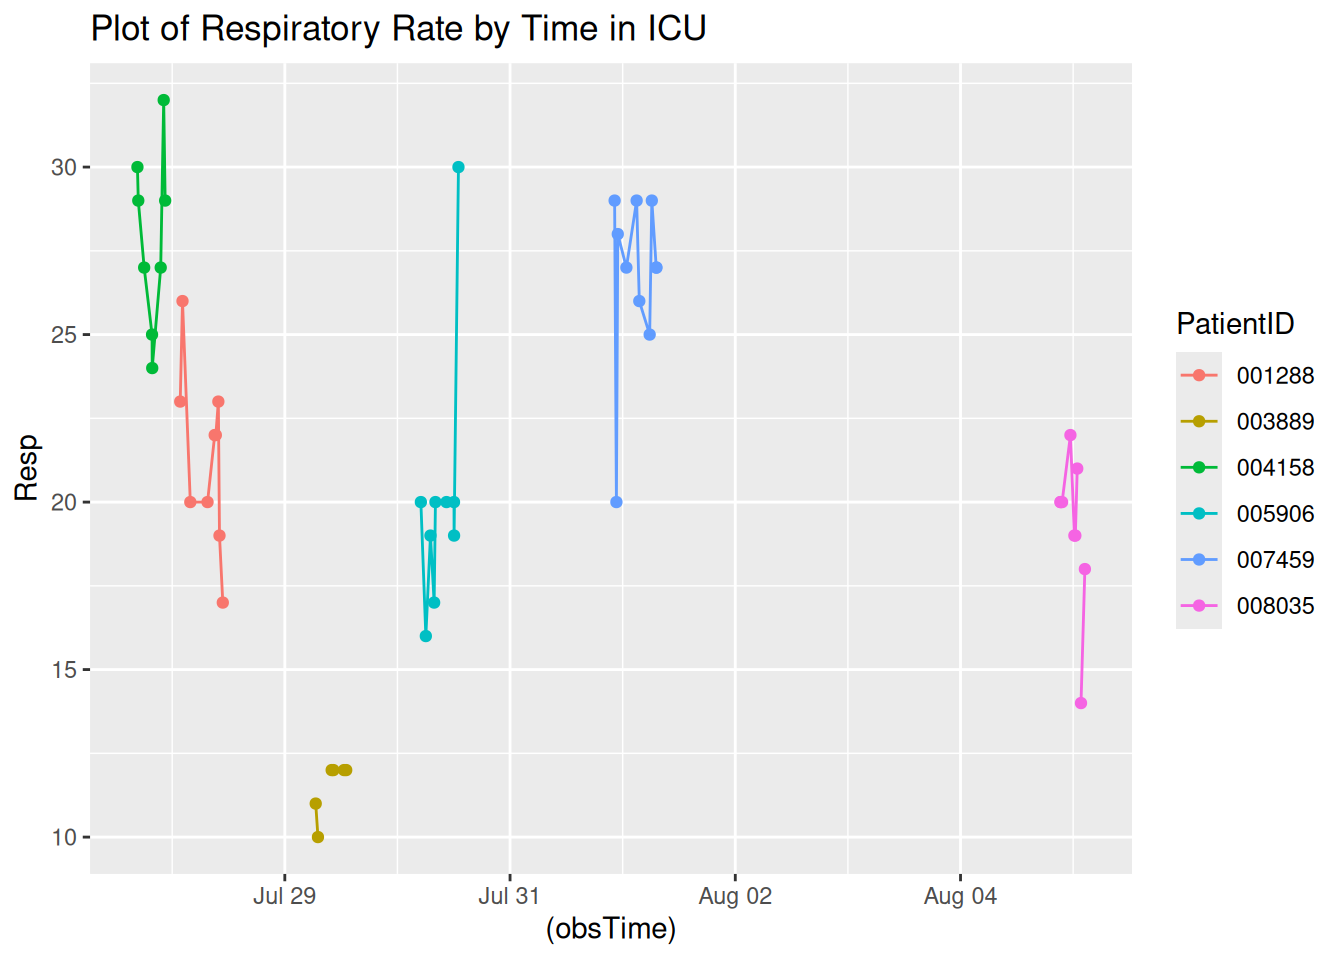 Plot of Respiratory Rate by Time in ICU
Resp
30
25
20
15
10
Jul 29
Jul 31
Aug 02
Aug 04
(obsTime)
PatientID
001288
003889
004158
005906
007459
008035